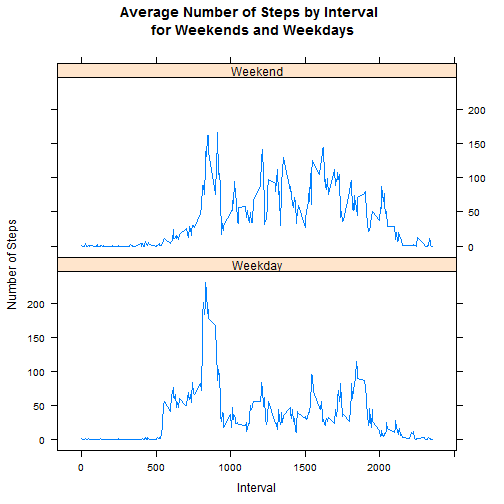 Average Number of Steps by Interval
for Weekends and Weekdays
Weekend
200
150
100
50
0
Weekday
200
150
100
50
0
Number of Steps
0 500 1000 1500 2000
Interval